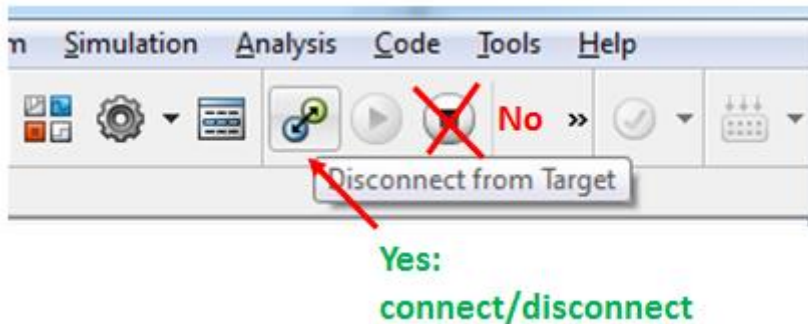 m Simulation Analysis Code Tools Help
No »
Disconnect from Target
Yes:
connect/disconnect